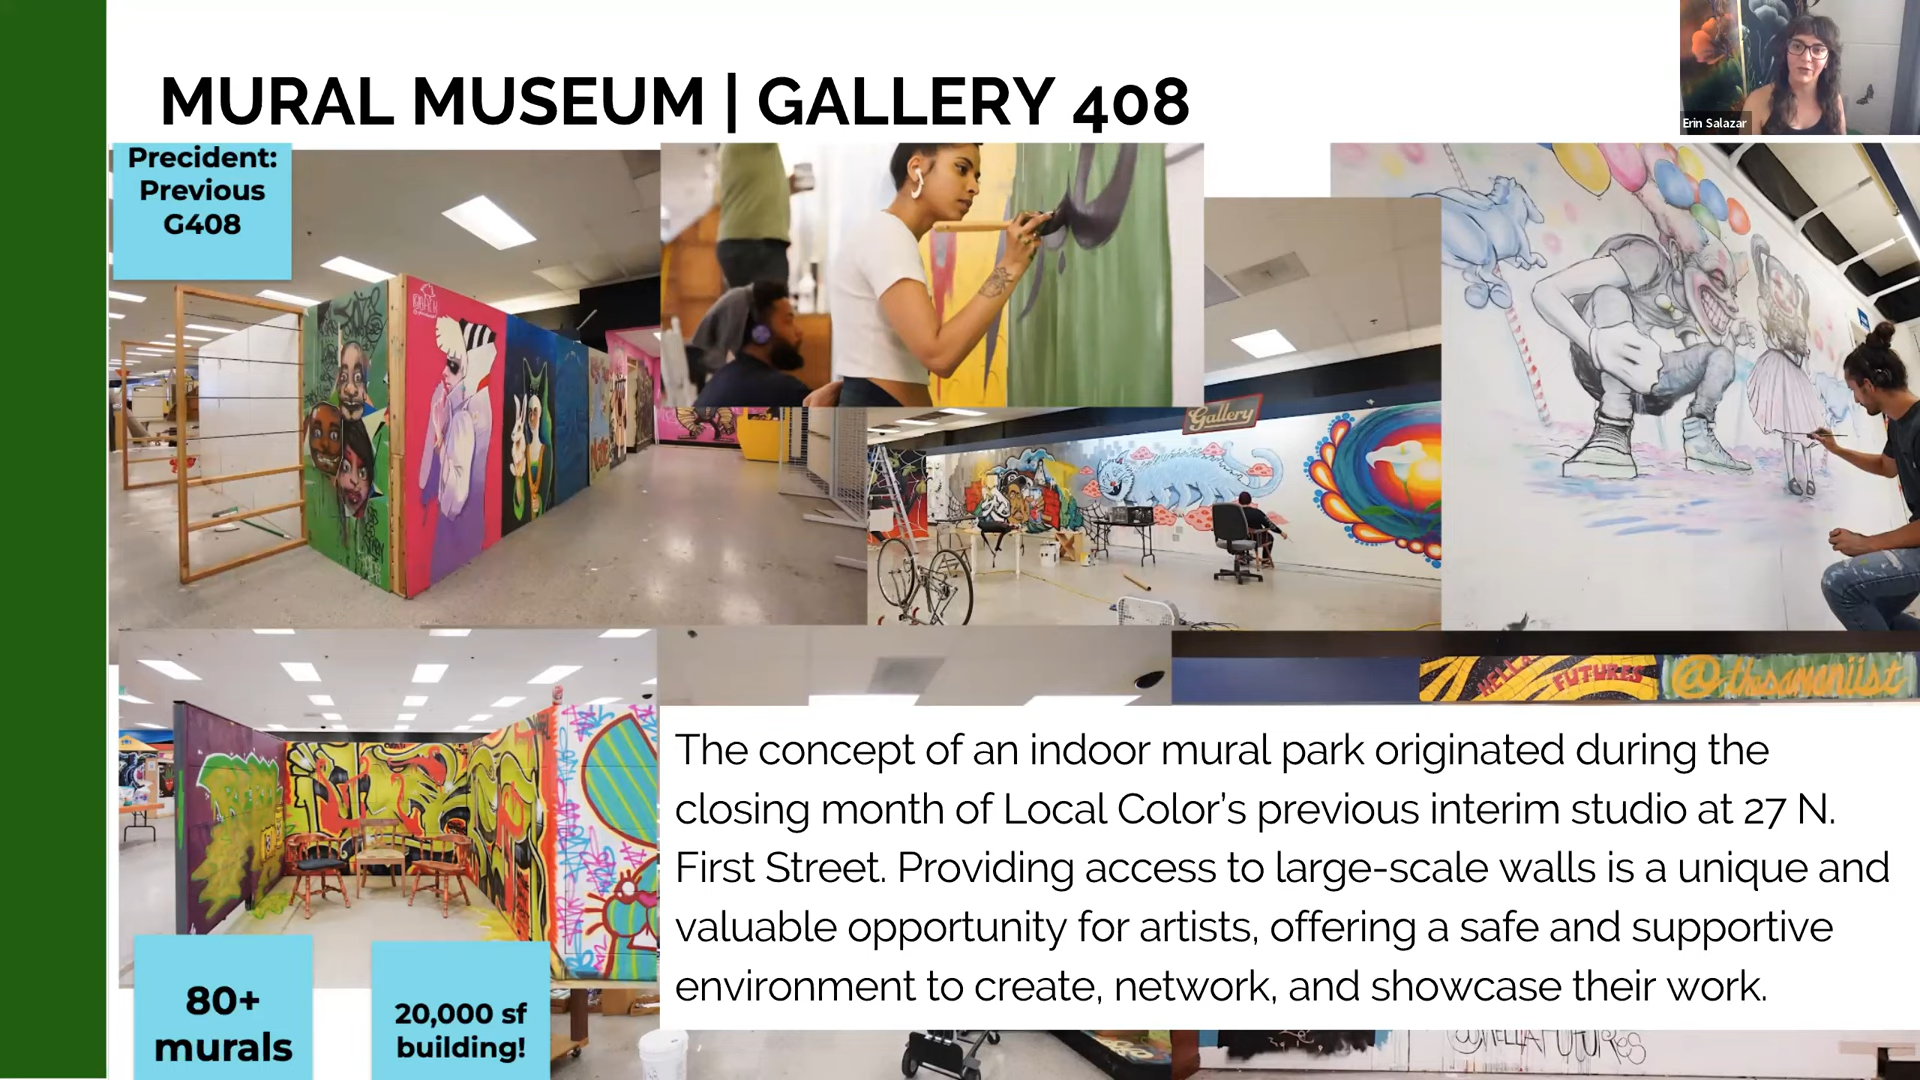 MURAL MUSEUM | GALLERY 408
Erin Salazar
Precident:
Previous
G408
Gallery
HELLA FUTURES
@thesamoniist
The concept of an indoor mural park originated during the
closing month of Local Color’s previous interim studio at 27 N.
First Street. Providing access to large-scale walls is a unique and
valuable opportunity for artists, offering a safe and supportive
environment to create, network, and showcase their work.
80+
murals
20,000 sf
building!
@HELLAFUTURES